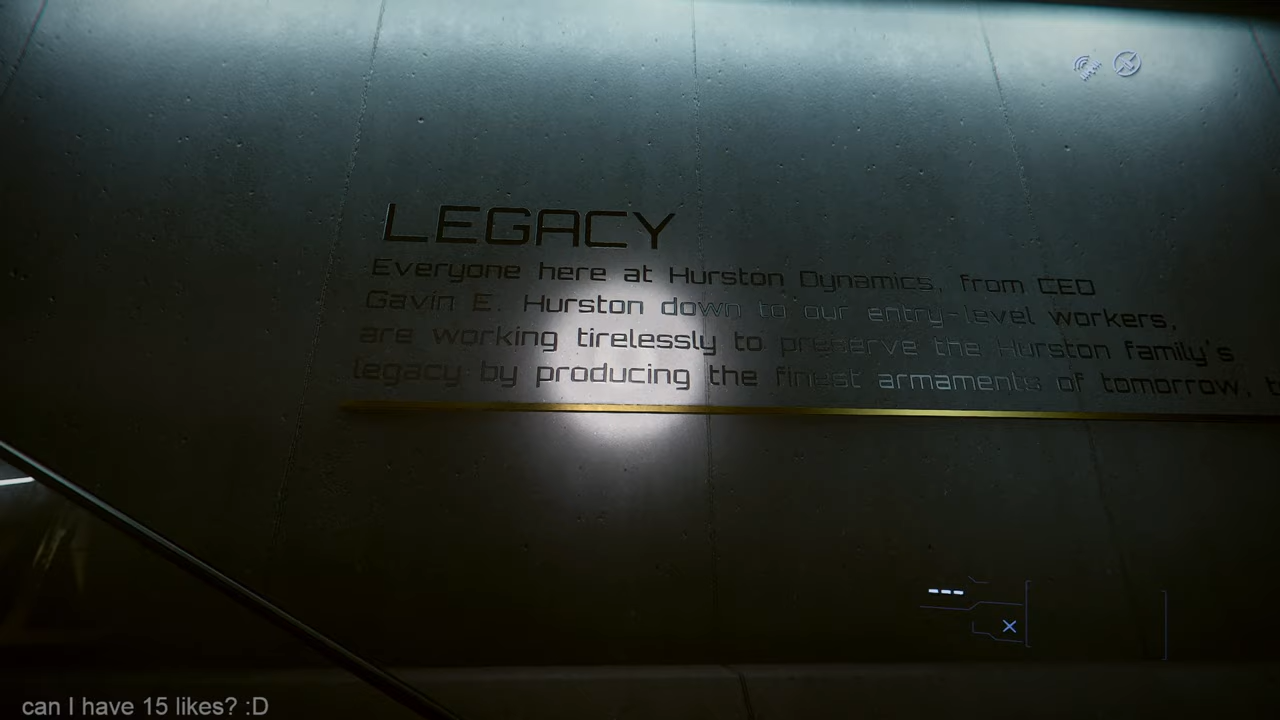 LEGACY
Everyone here at Hurston Dynamics, from CEO
Gavin E. Hurston down to our entry-level workers,
are working tirelessly to preserve the Hurston family's
legacy by producing the finest armaments of tomorrow,
can I have 15 likes? :D